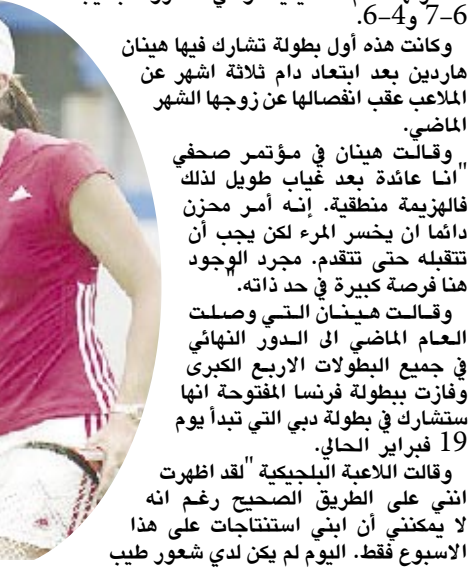 6–7 و4–6.
وكانت هذه أول بطولة تشارك فيها هينان
هاردين بعد ابتعاد دام ثلاثة اشهر عن
الملاعب عقب انفصالها عن زوجها الشهر
الماضي.
وقالت هينان في مؤتمر صحفي
"انا عائدة بعد غياب طويل لذلك
فالهزيمة منطقية. إنه أمر محزن
دائما ان يخسر المرء لكن يجب أن
تتقبله حتى تتقدم. مجرد الوجود
هنا فرصة كبيرة في حد ذاته."
وقالت هينان التي وصلت
العام الماضي الى الدور النهائي
في جميع البطولات الاربع الكبرى
وفازت ببطولة فرنسا المفتوحة انها
ستشارك في بطولة دبي التي تبدأ يوم
19 فبراير الحالي.
وقالت اللاعبة البلجيكية "لقد اظهرت
انني على الطريق الصحيح رغم انه
لا يمكنني أن ابني استنتاجات على هذا
الاسبوع فقط. اليوم لم يكن لدي شعور طيب